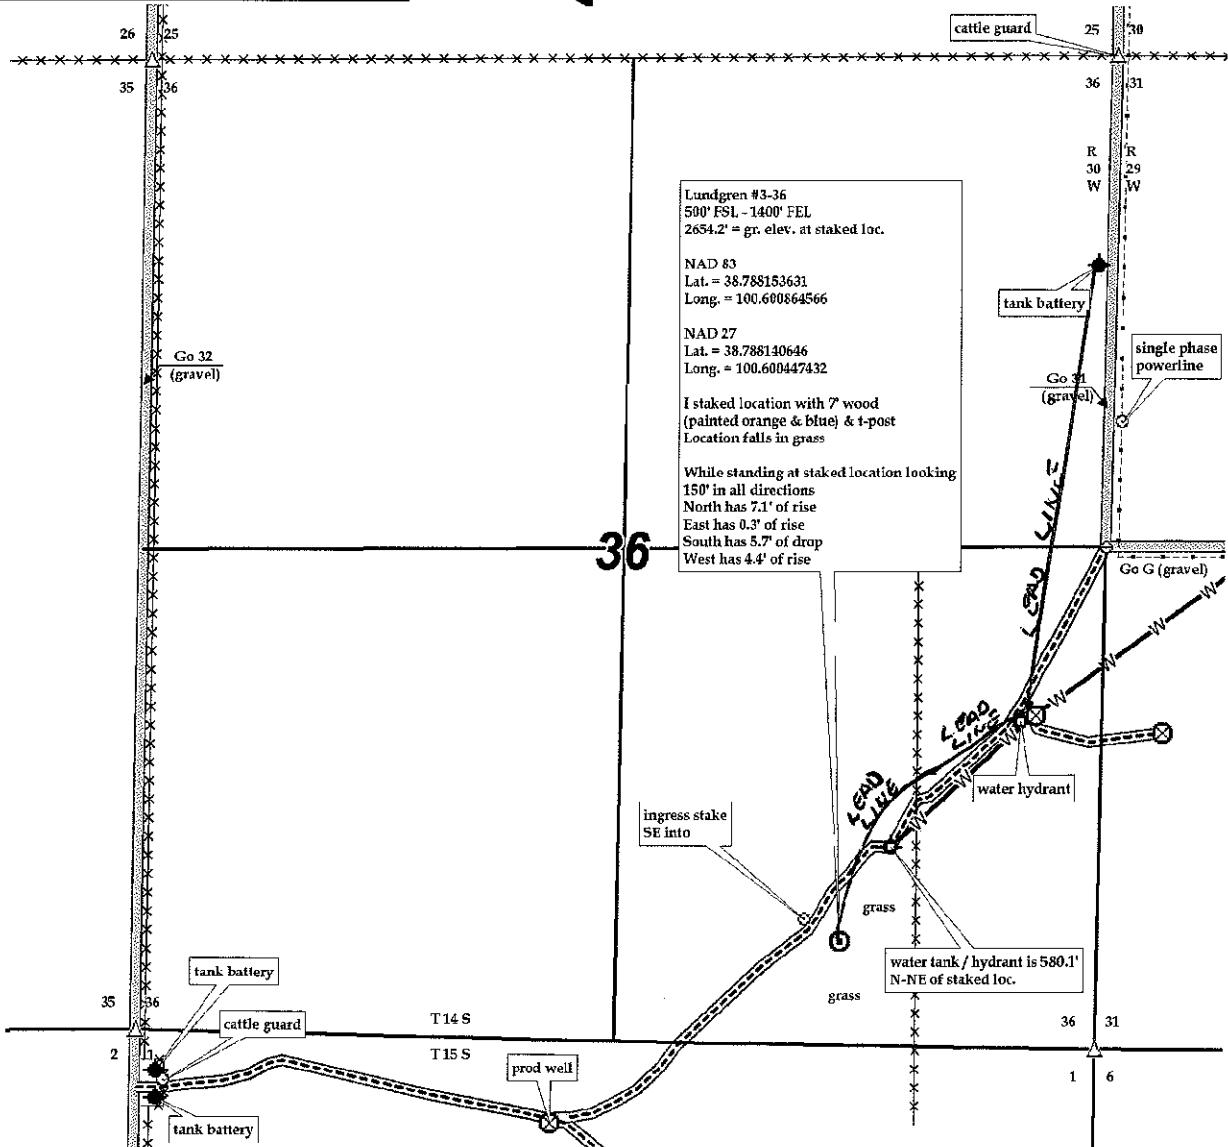 26 25
cattle guard
25 30
35 36
36 31
R R
30 29
W W
Lundgren #3-36
500' FSL - 1400' FEL
2654.2' = gr. elev. at staked loc.
NAD 83
Lat. = 38.788153631
Long. = 100.600864566
NAD 27
Lat. = 38.788140646
Long. = 100.600447432
I staked location with 7' wood
(painted orange & blue) & t-post
Location falls in grass
While standing at staked location looking
150' in all directions
North has 7.1' of rise
East has 0.3' of rise
South has 5.7' of drop
West has 4.4' of rise
tank battery
Go 32
(gravel)
single phase
powerline
Go 31
(gravel)
LEAD LINE
36
Go G (gravel)
W
W
W
W
LEAD
LINE
W
W
W
LEAD
LINE
water hydrant
ingress stake
SE into
grass
water tank / hydrant is 580.1'
N-NE of staked loc.
grass
tank battery
35 36
cattle guard
T 14 S
36 31
2 1
T 15 S
prod well
1 6
tank battery